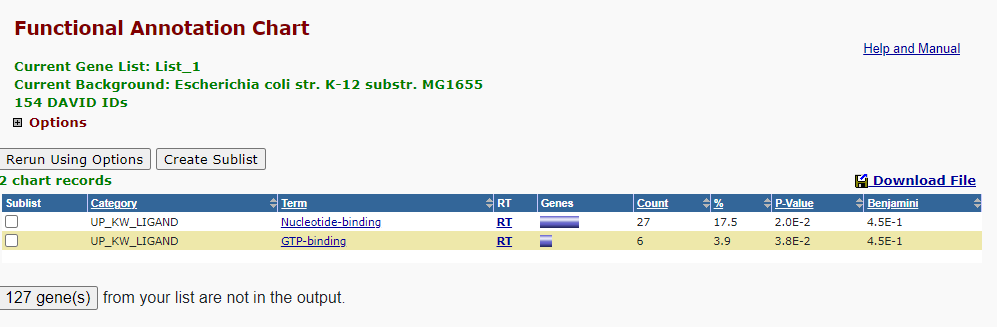 Functional Annotation Chart
Help and Manual
Current Gene List: List_1
Current Background: Escherichia coli str. K-12 substr. MG1655
154 DAVID IDs
Options
Rerun Using Options Create Sublist
2 chart records Download File
Sublist Category Term RT Genes Count % P-Value Benjamini
UP_KW_LIGAND Nucleotide-binding RT 27 17.5 2.0E-2 4.5E-1
UP_KW_LIGAND GTP-binding RT 6 3.9 3.8E-2 4.5E-1
127 gene(s) from your list are not in the output.